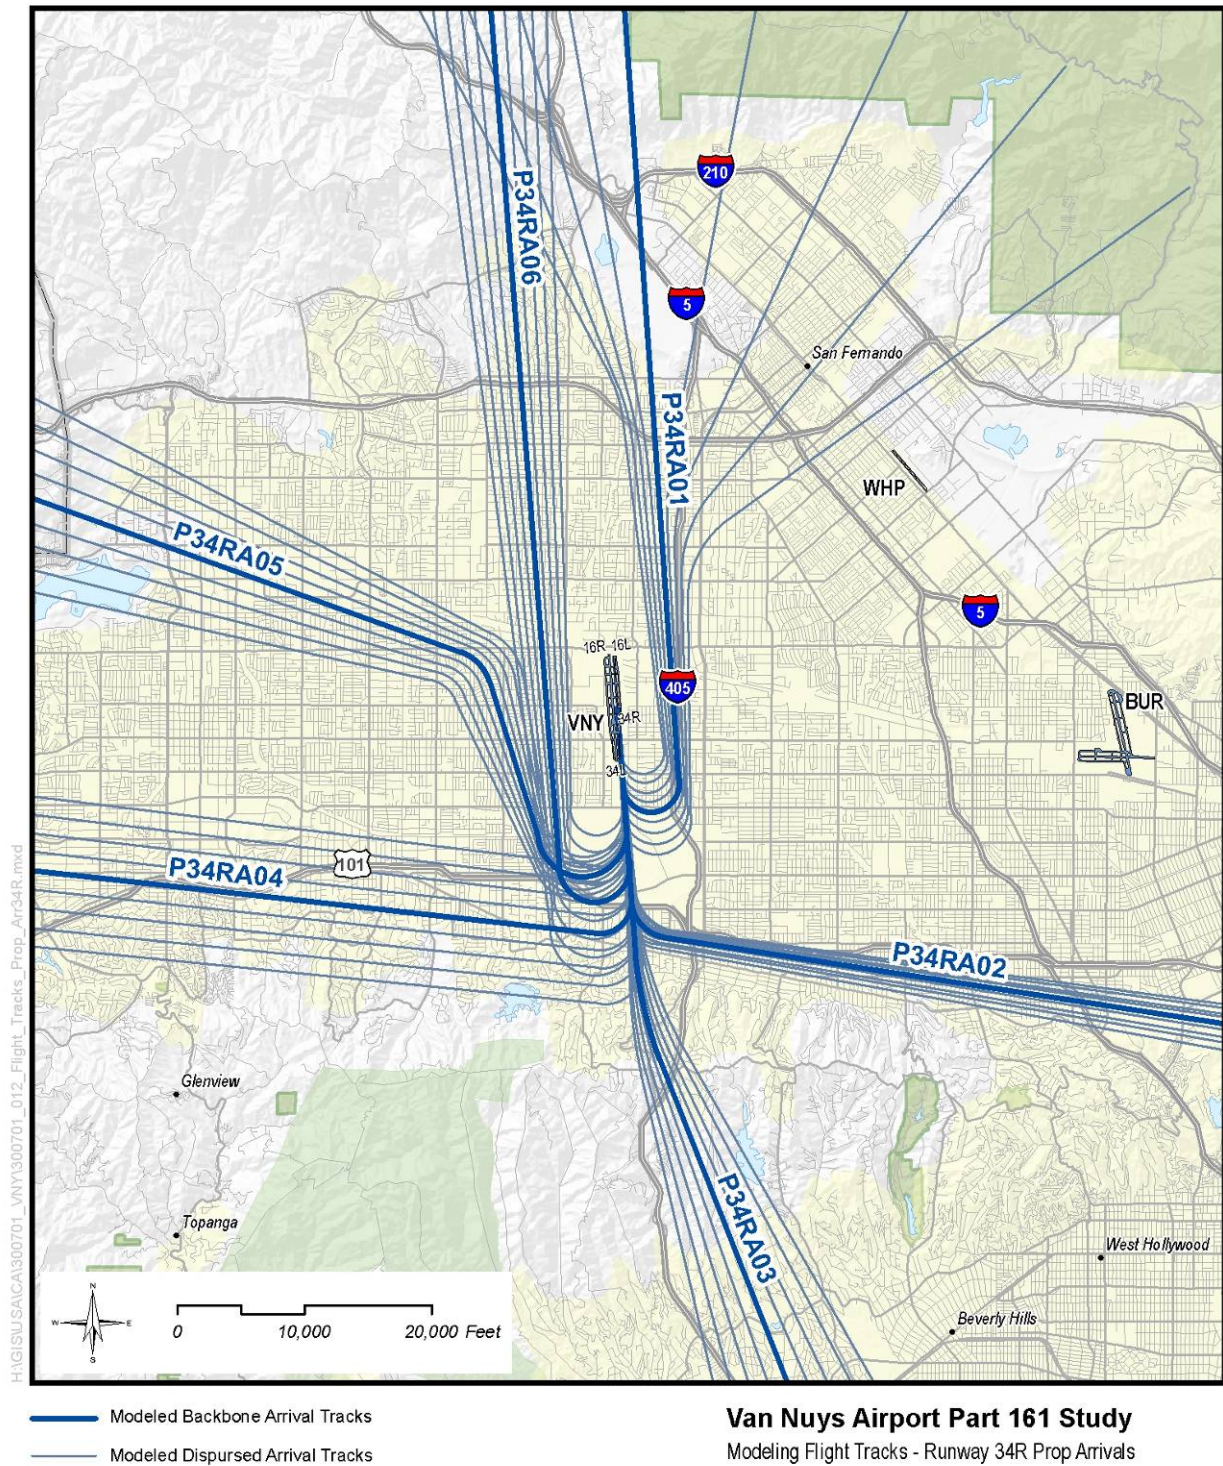 210
P34RA06
5
San Fernando
P34RA01
WHP
P34RA05
5
16R 16L
405
BUR
VNY
34R
34L
101
P34RA04
P34RA02
Glenview
P34RA03
Topanga
West Hollywood
Beverly Hills
N
W E
S
0 10,000 20,000 Feet
H:\GIS\USA\CA\300701_VNY\300701_012_Flight_Tracks_Prop_Arr34R.mxd
Modeled Backbone Arrival Tracks
Modeled Dispursed Arrival Tracks
Van Nuys Airport Part 161 Study
Modeling Flight Tracks - Runway 34R Prop Arrivals